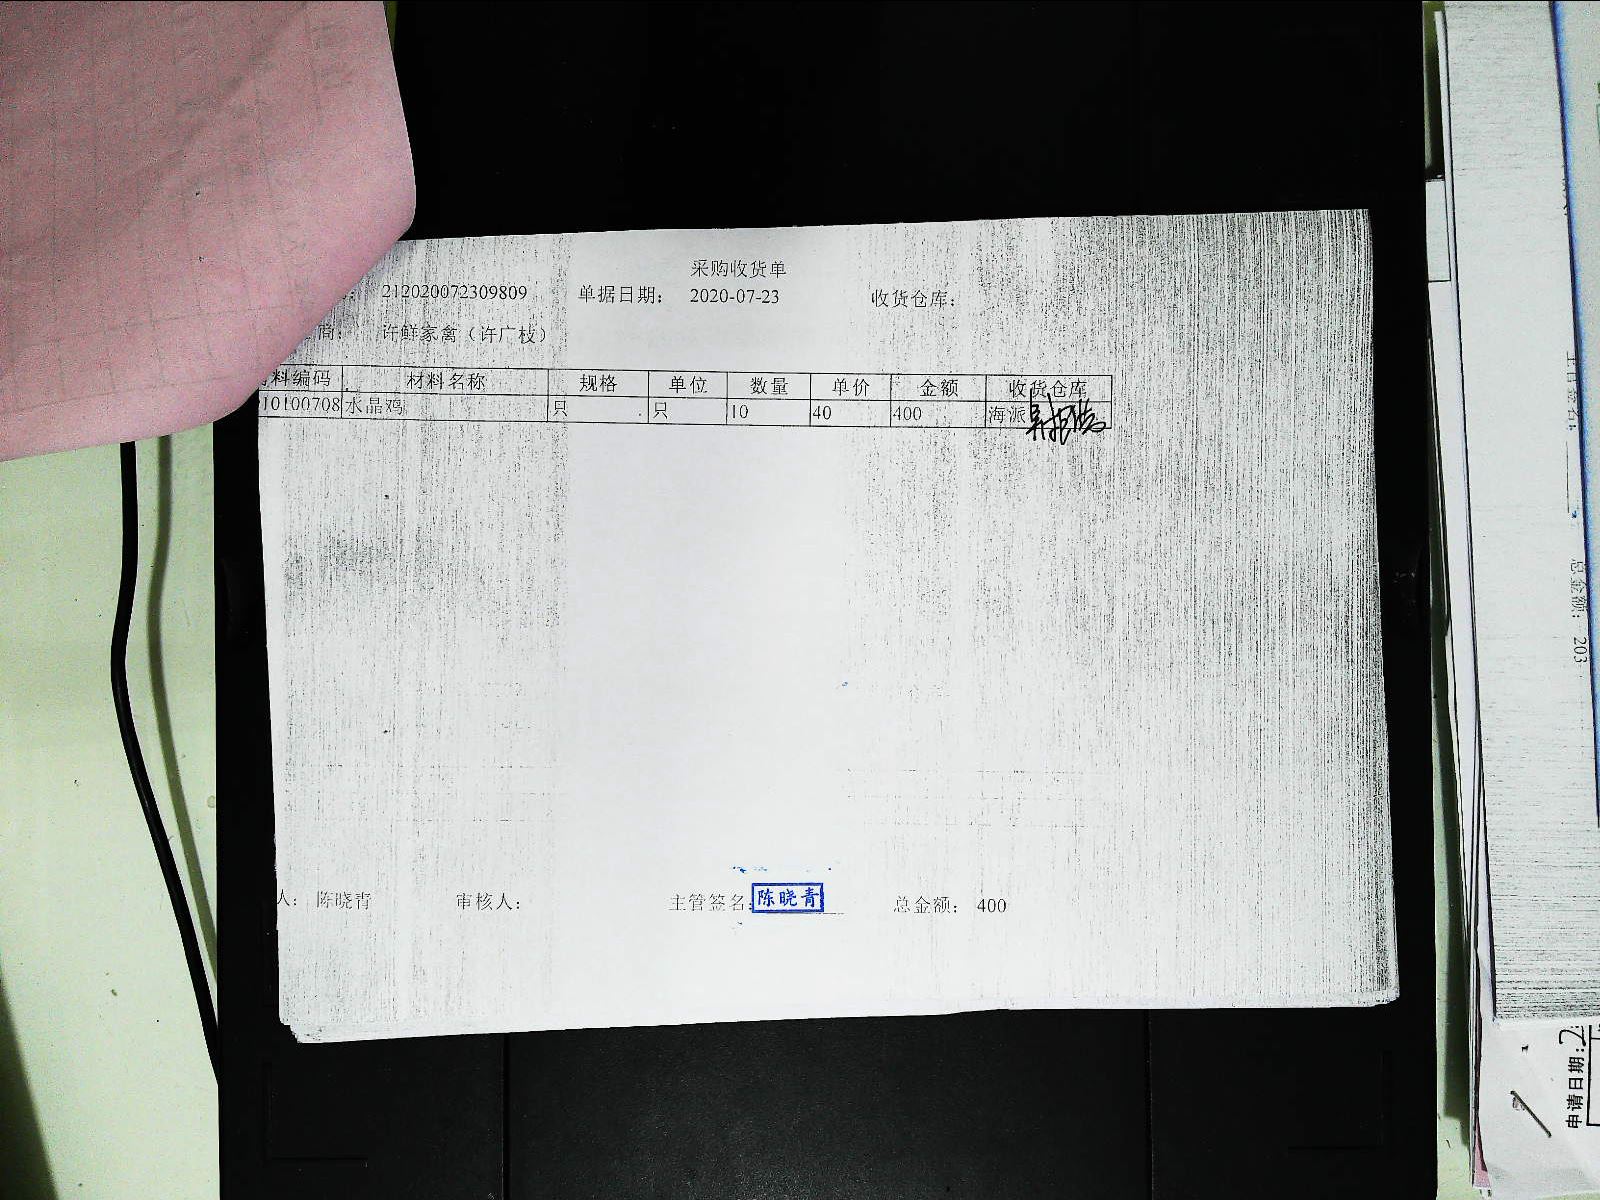 采购收货单
: 212020072309809 单据日期: 2020-07-23 收货仓库:
商: 许鲜家禽（许广枝）
料编码 材料名称 规格 单位 数量 单价 金额 收货仓库
10100708 水晶鸡 只 只 10 40 400 海派
人: 陈晓青 审核人: 主管签名: 陈晓青 总金额: 400
总金额: 203
申请日期: 2